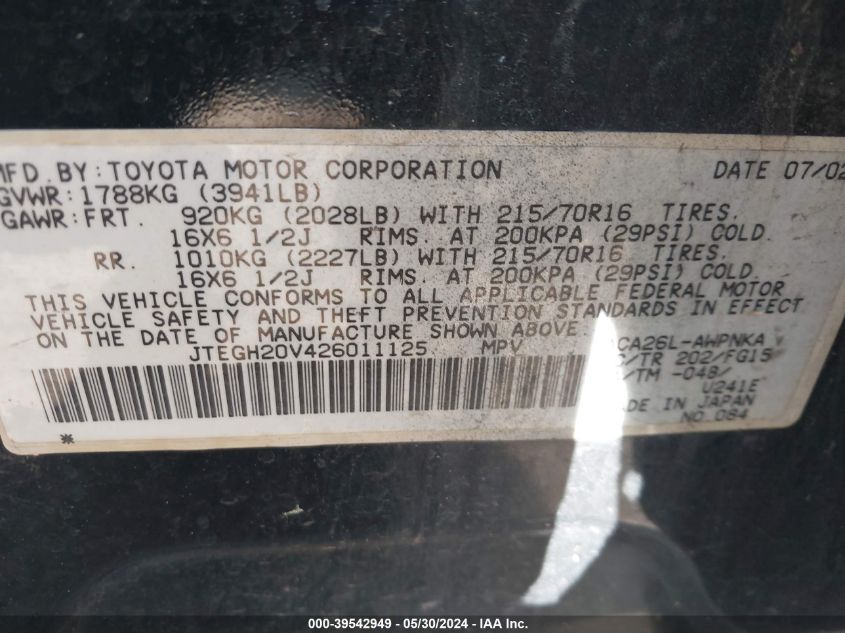 MFD. BY: TOYOTA MOTOR CORPORATION DATE 07/02
GVWR: 1788KG (3941LB)
GAWR: FRT. 920KG (2028LB) WITH 215/70R16 TIRES.
16X6 1/2J RIMS. AT 200KPA (29PSI) COLD.
RR. 1010KG (2227LB) WITH 215/70R16 TIRES.
16X6 1/2J RIMS. AT 200KPA (29PSI) COLD.
THIS VEHICLE CONFORMS TO ALL APPLICABLE FEDERAL MOTOR
VEHICLE SAFETY AND THEFT PREVENTION STANDARDS IN EFFECT
ON THE DATE OF MANUFACTURE SHOWN ABOVE.
JTEGH20V426011125 MPV CA26L-AWPNKA
/TR 202/FG15
/TM -048/
U241E
DE IN JAPAN
NO.084
*
000-39542949 - 05/30/2024 - IAA Inc.